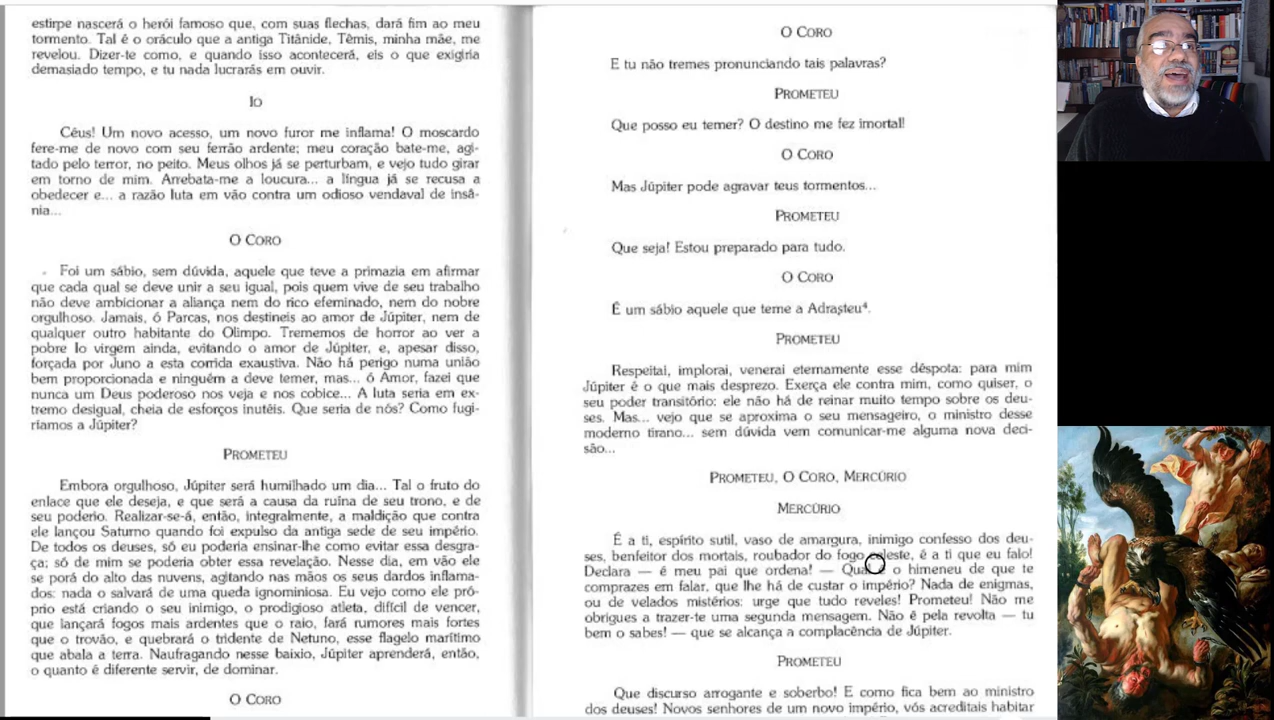 estirpe nascerá o herói famoso que, com suas flechas, dará fim ao meu
tormento. Tal é o oráculo que a antiga Titânide, Têmis, minha mãe, me
revelou. Dizer-te como, e quando isso acontecerá, eis o que exigiria
demasiado tempo, e tu nada lucrarás em ouvir.
Io
Céus! Um novo acesso, um novo furor me inflama! O moscardo
fere-me de novo com seu ferrão ardente; meu coração bate-me, agi-
tado pelo terror, no peito. Meus olhos já se perturbam, e vejo tudo girar
em torno de mim. Arrebata-me a loucura... a língua já se recusa a
obedecer e... a razão luta em vão contra um odioso vendaval de insâ-
nia...
O CORO
Foi um sábio, sem dúvida, aquele que teve a primazia em afirmar
que cada qual se deve unir a seu igual, pois quem vive de seu trabalho
não deve ambicionar a aliança nem do rico efeminado, nem do nobre
orgulhoso. Jamais, ó Parcas, nos destineis ao amor de Júpiter, nem de
qualquer outro habitante do Olimpo. Trememos de horror ao ver a
pobre Io virgem ainda, evitando o amor de Júpiter, e, apesar disso,
forçada por Juno a esta corrida exaustiva. Não há perigo numa união
bem proporcionada e ninguém a deve temer, mas... ó Amor, fazei que
nunca um Deus poderoso nos veja e nos cobice... A luta seria em ex-
tremo desigual, cheia de esforços inutéis. Que seria de nós? Como fugi-
ríamos a Júpiter?
PROMETEU
Embora orgulhoso, Júpiter será humilhado um dia... Tal o fruto do
enlace que ele deseja, e que será a causa da ruína de seu trono, e de
seu poderio. Realizar-se-á, então, integralmente, a maldição que contra
ele lançou Saturno quando foi expulso da antiga sede de seu império.
De todos os deuses, só eu poderia ensinar-lhe como evitar essa desgra-
ça; só de mim se poderia obter essa revelação. Nesse dia, em vão ele
se porá do alto das nuvens, agitando nas mãos os seus dardos inflama-
dos: nada o salvará de uma queda ignominiosa. Eu vejo como ele pró-
prio está criando o seu inimigo, o prodigioso atleta, difícil de vencer,
que lançará fogos mais ardentes que o raio, fará rumores mais fortes
que o trovão, e quebrará o tridente de Netuno, esse flagelo marítimo
que abala a terra. Naufragando nesse baixio, Júpiter aprenderá, então,
o quanto é diferente servir, de dominar.
O CORO
O CORO
E tu não tremes pronunciando tais palavras?
PROMETEU
Que posso eu temer? O destino me fez imortal!
O CORO
Mas Júpiter pode agravar teus tormentos...
PROMETEU
Que seja! Estou preparado para tudo.
O CORO
É um sábio aquele que teme a Adrasteu⁴.
PROMETEU
Respeitai, implorai, venerai eternamente esse déspota: para mim
Júpiter é o que mais desprezo. Exerça ele contra mim, como quiser, o
seu poder transitório: ele não há de reinar muito tempo sobre os deu-
ses. Mas... vejo que se aproxima o seu mensageiro, o ministro desse
moderno tirano... sem dúvida vem comunicar-me alguma nova deci-
são...
PROMETEU, O CORO, MERCÚRIO
MERCÚRIO
É a ti, espírito sutil, vaso de amargura, inimigo confesso dos deu-
ses, benfeitor dos mortais, roubador do fogo celeste, é a ti que eu falo!
Declara — é meu pai que ordena! — o himeneu de que te
comprazes em falar, que lhe há de custar o império? Nada de enigmas,
ou de velados mistérios: urge que tudo reveles! Prometeu! Não me
obrigues a trazer-te uma segunda mensagem. Não é pela revolta — tu
bem o sabes! — que se alcança a complacência de Júpiter.
PROMETEU
Que discurso arrogante e soberbo! E como fica bem ao ministro
dos deuses! Novos senhores de um novo império, vós acreditais habitar